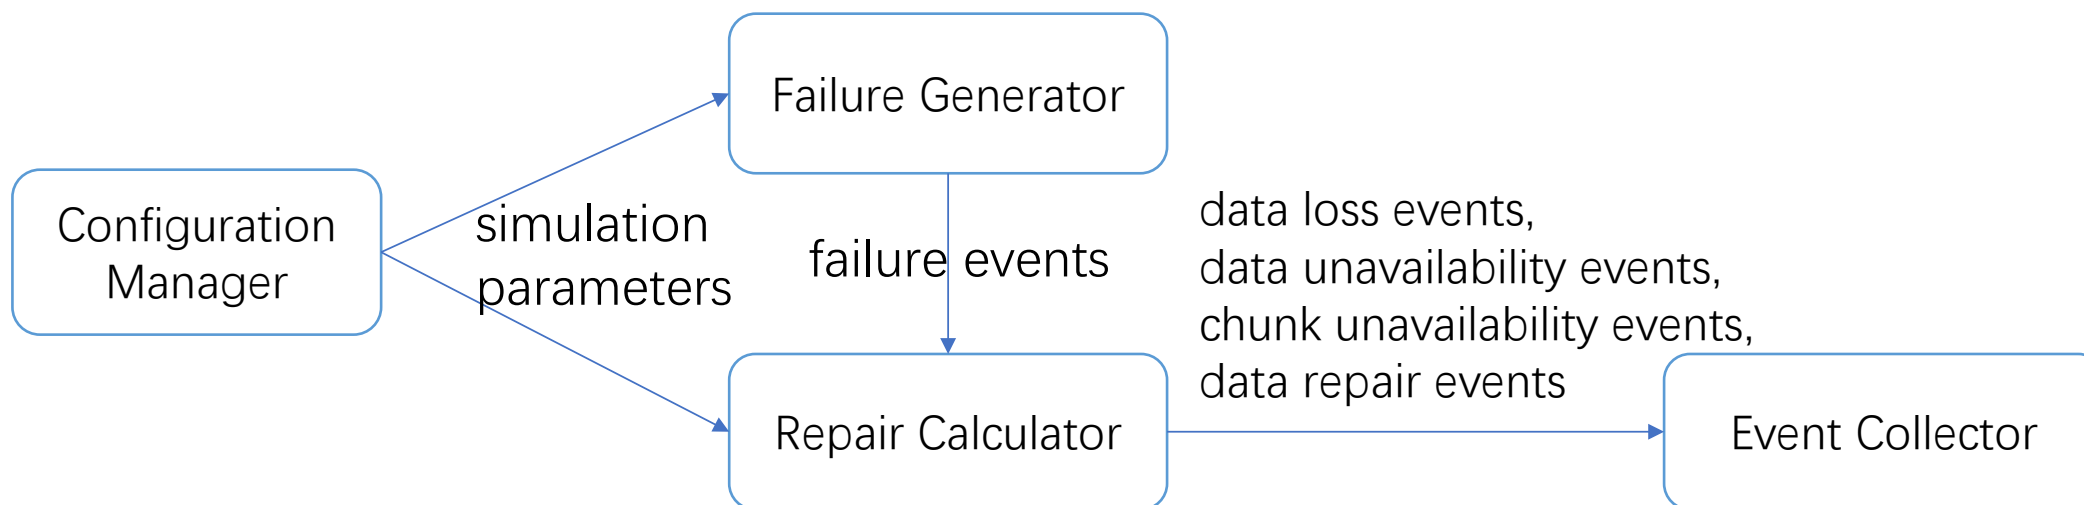 Failure Generator
Configuration
Manager
simulation
parameters
failure events
data loss events,
data unavailability events,
chunk unavailability events,
data repair events
Repair Calculator
Event Collector